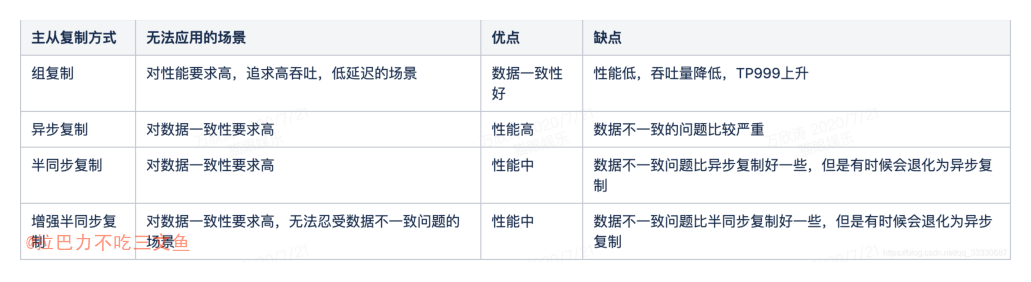 主从复制方式 无法应用的场景 优点 缺点
组复制 对性能要求高，追求高吞吐，低延迟的场景 数据一致性 性能低，吞吐量降低，TP999上升
好
异步复制 对数据一致性要求高 性能高 数据不一致的问题比较严重
半同步复制 对数据一致性要求高 性能中 数据不一致问题比异步复制好一些，但是有时候会退化为异步复
制
增强半同步复 对数据一致性要求高，无法忍受数据不一致问题的 性能中 数据不一致问题比半同步复制好一些，但是有时候会退化为异步
制 场景 复制
@拉巴力不吃三文鱼
2020/7/21